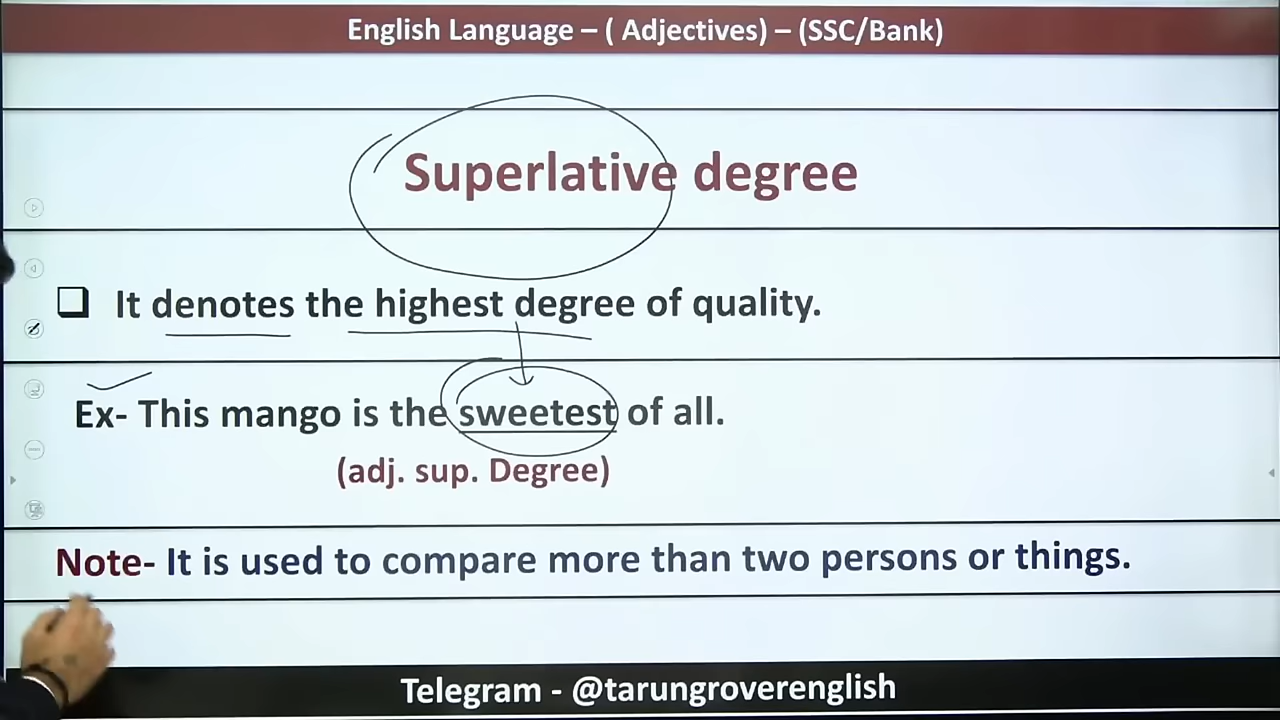 English Language – ( Adjectives) – (SSC/Bank)
Superlative degree
It denotes the highest degree of quality.
Ex- This mango is the sweetest of all.
(adj. sup. Degree)
Note- It is used to compare more than two persons or things.
Telegram - @tarungroverenglish